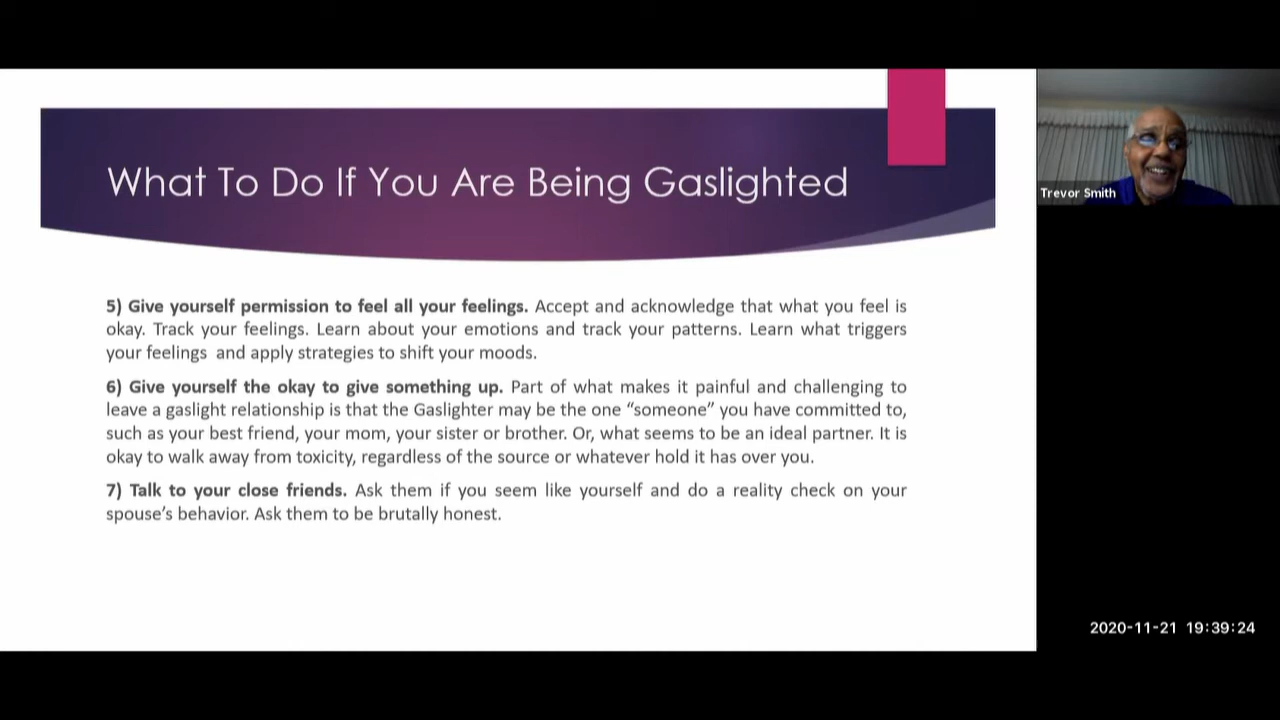 What To Do If You Are Being Gaslighted
Trevor Smith
5) Give yourself permission to feel all your feelings. Accept and acknowledge that what you feel is
okay. Track your feelings. Learn about your emotions and track your patterns. Learn what triggers
your feelings and apply strategies to shift your moods.
6) Give yourself the okay to give something up. Part of what makes it painful and challenging to
leave a gaslight relationship is that the Gaslighter may be the one “someone” you have committed to,
such as your best friend, your mom, your sister or brother. Or, what seems to be an ideal partner. It is
okay to walk away from toxicity, regardless of the source or whatever hold it has over you.
7) Talk to your close friends. Ask them if you seem like yourself and do a reality check on your
spouse’s behavior. Ask them to be brutally honest.
2020-11-21 19:39:24